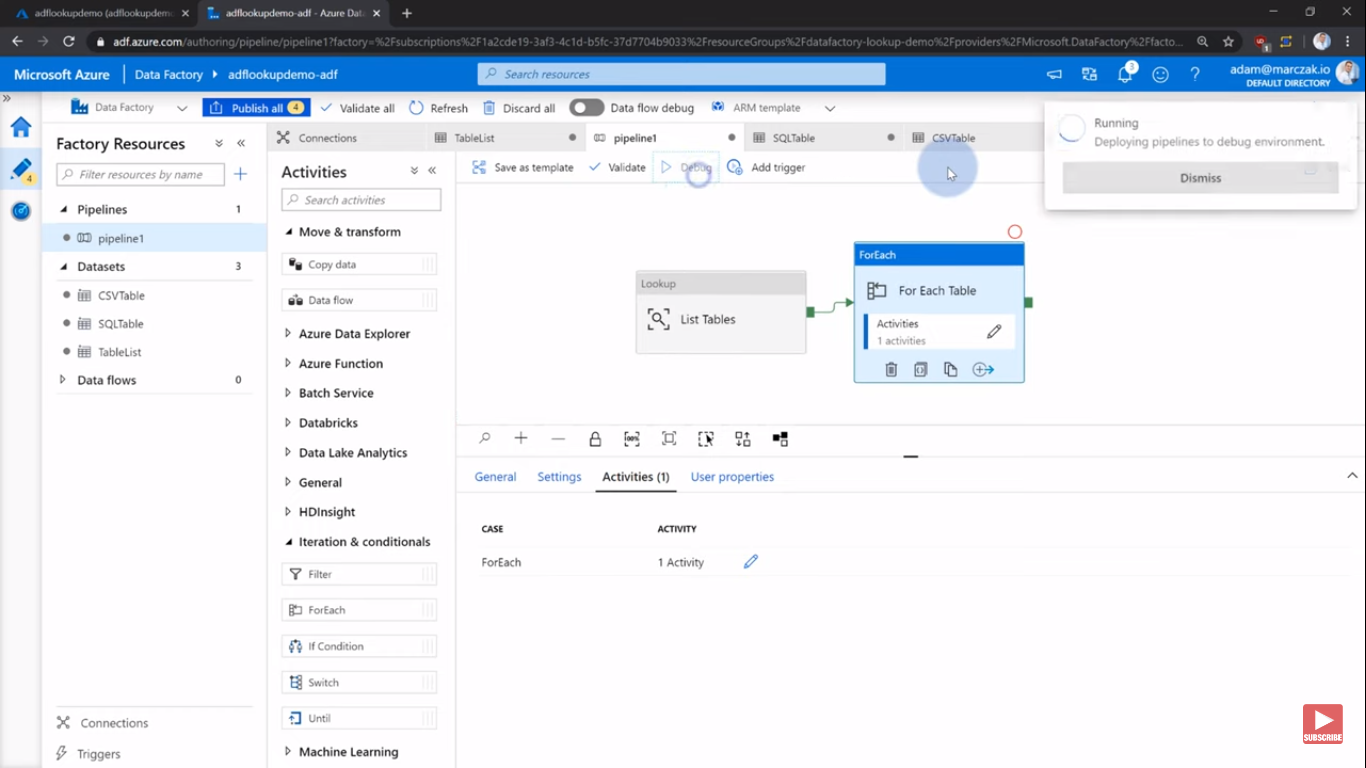 adflookupdemo (adflookupdem
adflookupdemo-adf - Azure Dat
adf.azure.com/authoring/pipeline/pipeline1?factory=%2Fsubscriptions%2F1a2cde19-3af3-4c1d-b5fc-37d7704b9033%2FresourceGroups%2Fdatafactory-lookup-demo%2Fproviders%2FMicrosoft.DataFactory%2Ffacto...
Microsoft Azure
Data Factory
adflookupdemo-adf
Search resources
3
adam@marczak.io
DEFAULT DIRECTORY
Data Factory
Publish all 4
Validate all
Refresh
Discard all
Data flow debug
ARM template
Running
Deploying pipelines to debug environment.
Dismiss
4
Factory Resources
Filter resources by name
Pipelines 1
pipeline1
Datasets 3
CSVTable
SQLTable
TableList
Data flows 0
Connections
Triggers
Connections
TableList
pipeline1
SQLTable
CSVTable
Activities
Search activities
Move & transform
Copy data
Data flow
Azure Data Explorer
Azure Function
Batch Service
Databricks
Data Lake Analytics
General
HDInsight
Iteration & conditionals
Filter
ForEach
If Condition
Switch
Until
Machine Learning
Save as template
Validate
Debug
Add trigger
Lookup
List Tables
ForEach
For Each Table
Activities
1 activities
100%
General
Settings
Activities (1)
User properties
CASE ACTIVITY
ForEach 1 Activity
SUBSCRIBE